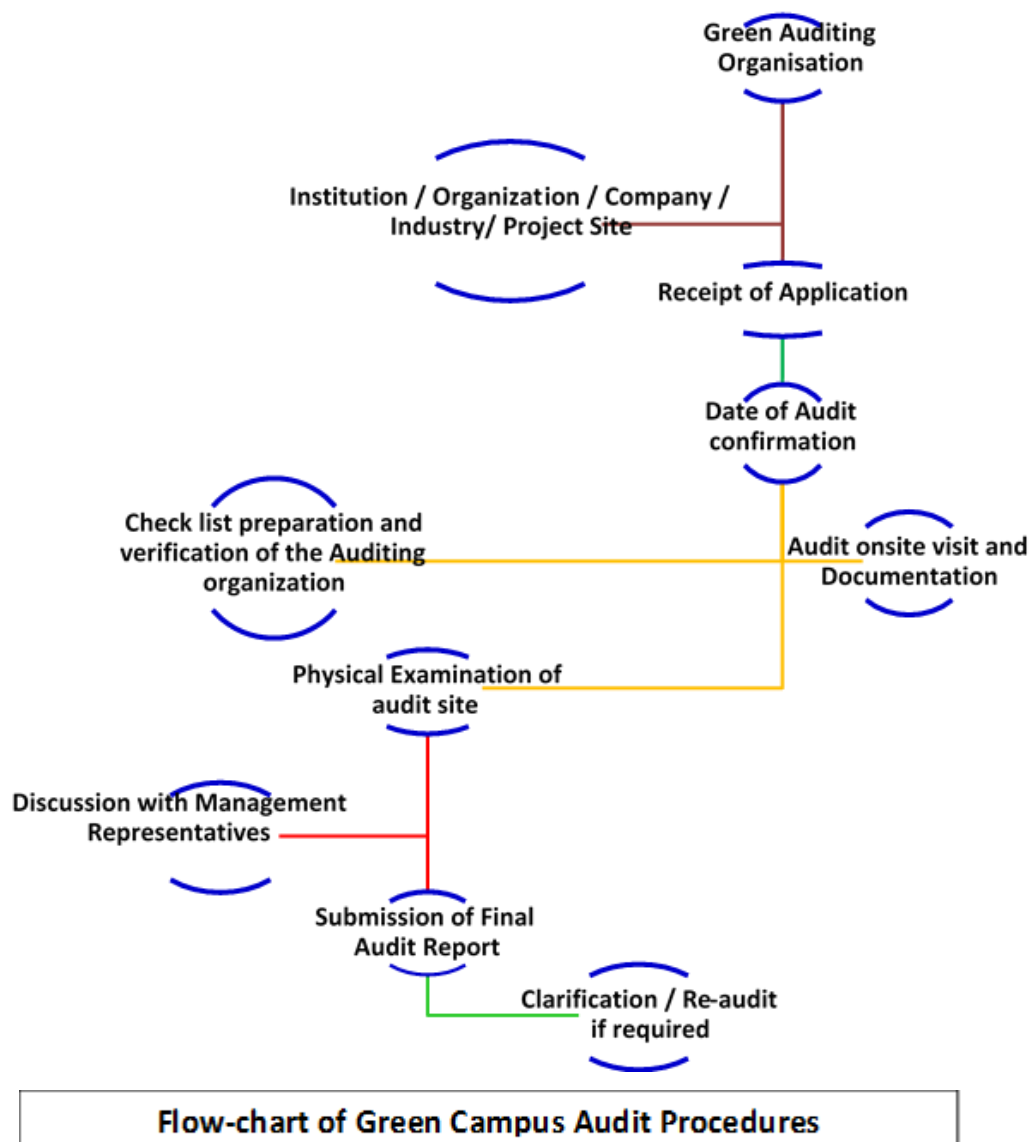 Green Auditing
Organisation
Institution / Organization / Company /
Industry/ Project Site
Receipt of Application
Date of Audit
confirmation
Check list preparation and
verification of the Auditing
organization
Audit onsite visit and
Documentation
Physical Examination of
audit site
Discussion with Management
Representatives
Submission of Final
Audit Report
Clarification / Re-audit
if required
Flow-chart of Green Campus Audit Procedures